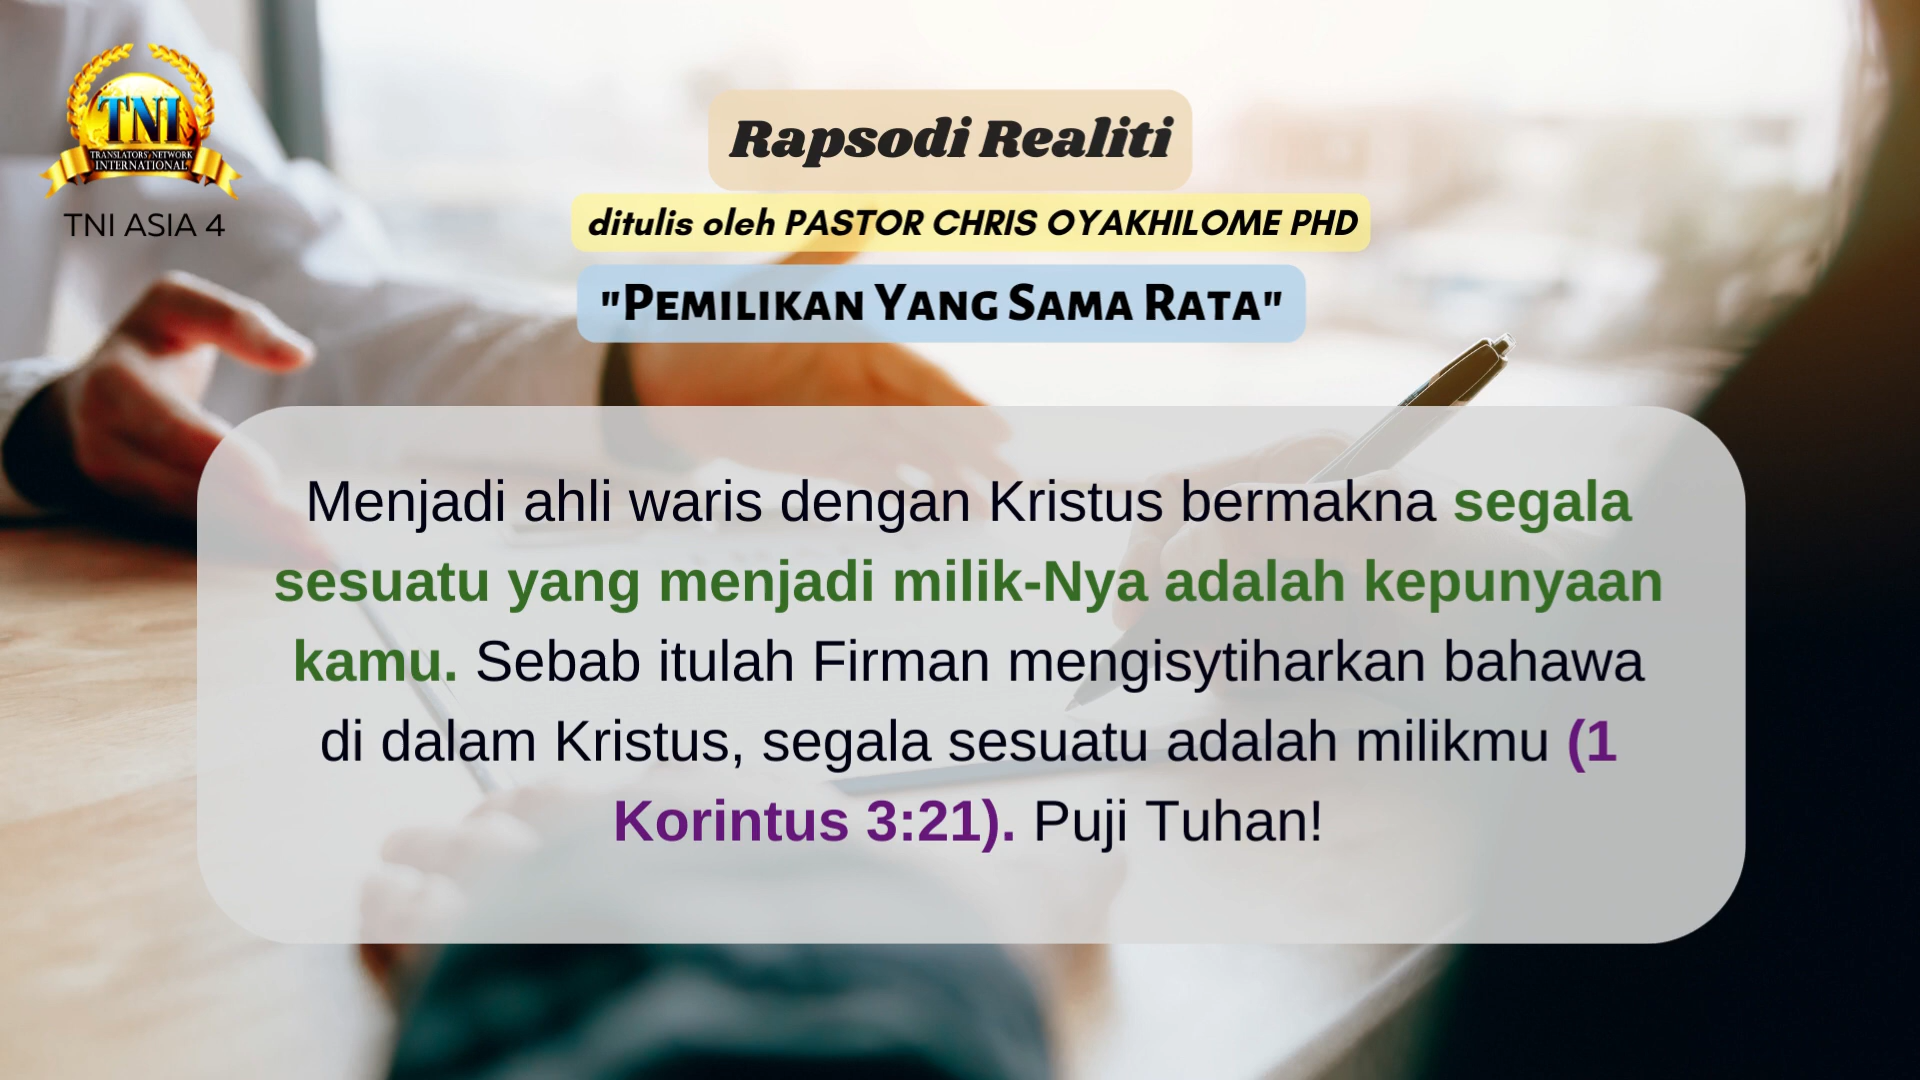 TNI
TRANSLATORS NETWORK
INTERNATIONAL
TNI ASIA 4
Rapsodi Realiti
ditulis oleh PASTOR CHRIS OYAKHILOME PHD
"Pemilikan Yang Sama Rata"
Menjadi ahli waris dengan Kristus bermakna segala
sesuatu yang menjadi milik-Nya adalah kepunyaan
kamu. Sebab itulah Firman mengisytiharkan bahawa
di dalam Kristus, segala sesuatu adalah milikmu (1
Korintus 3:21). Puji Tuhan!